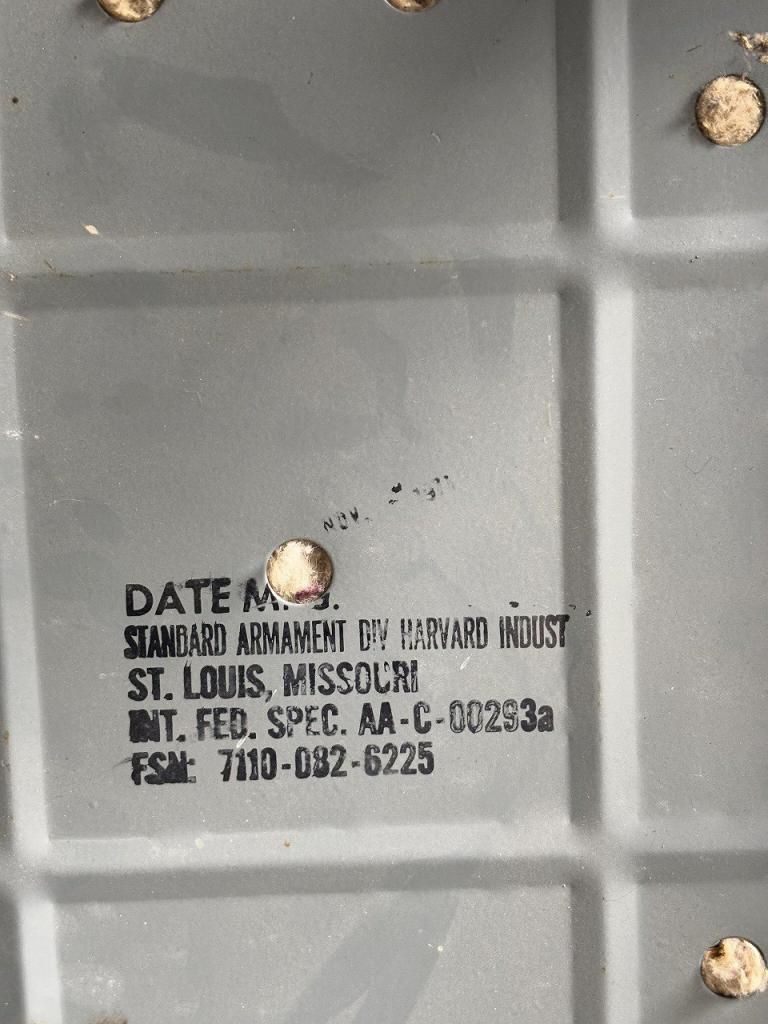 NOV.
DATE MFG.
STANDARD ARMAMENT DIV HARVARD INDUST
ST. LOUIS, MISSOURI
INT. FED. SPEC. AA-C-00293a
FSN: 7110-082-6225